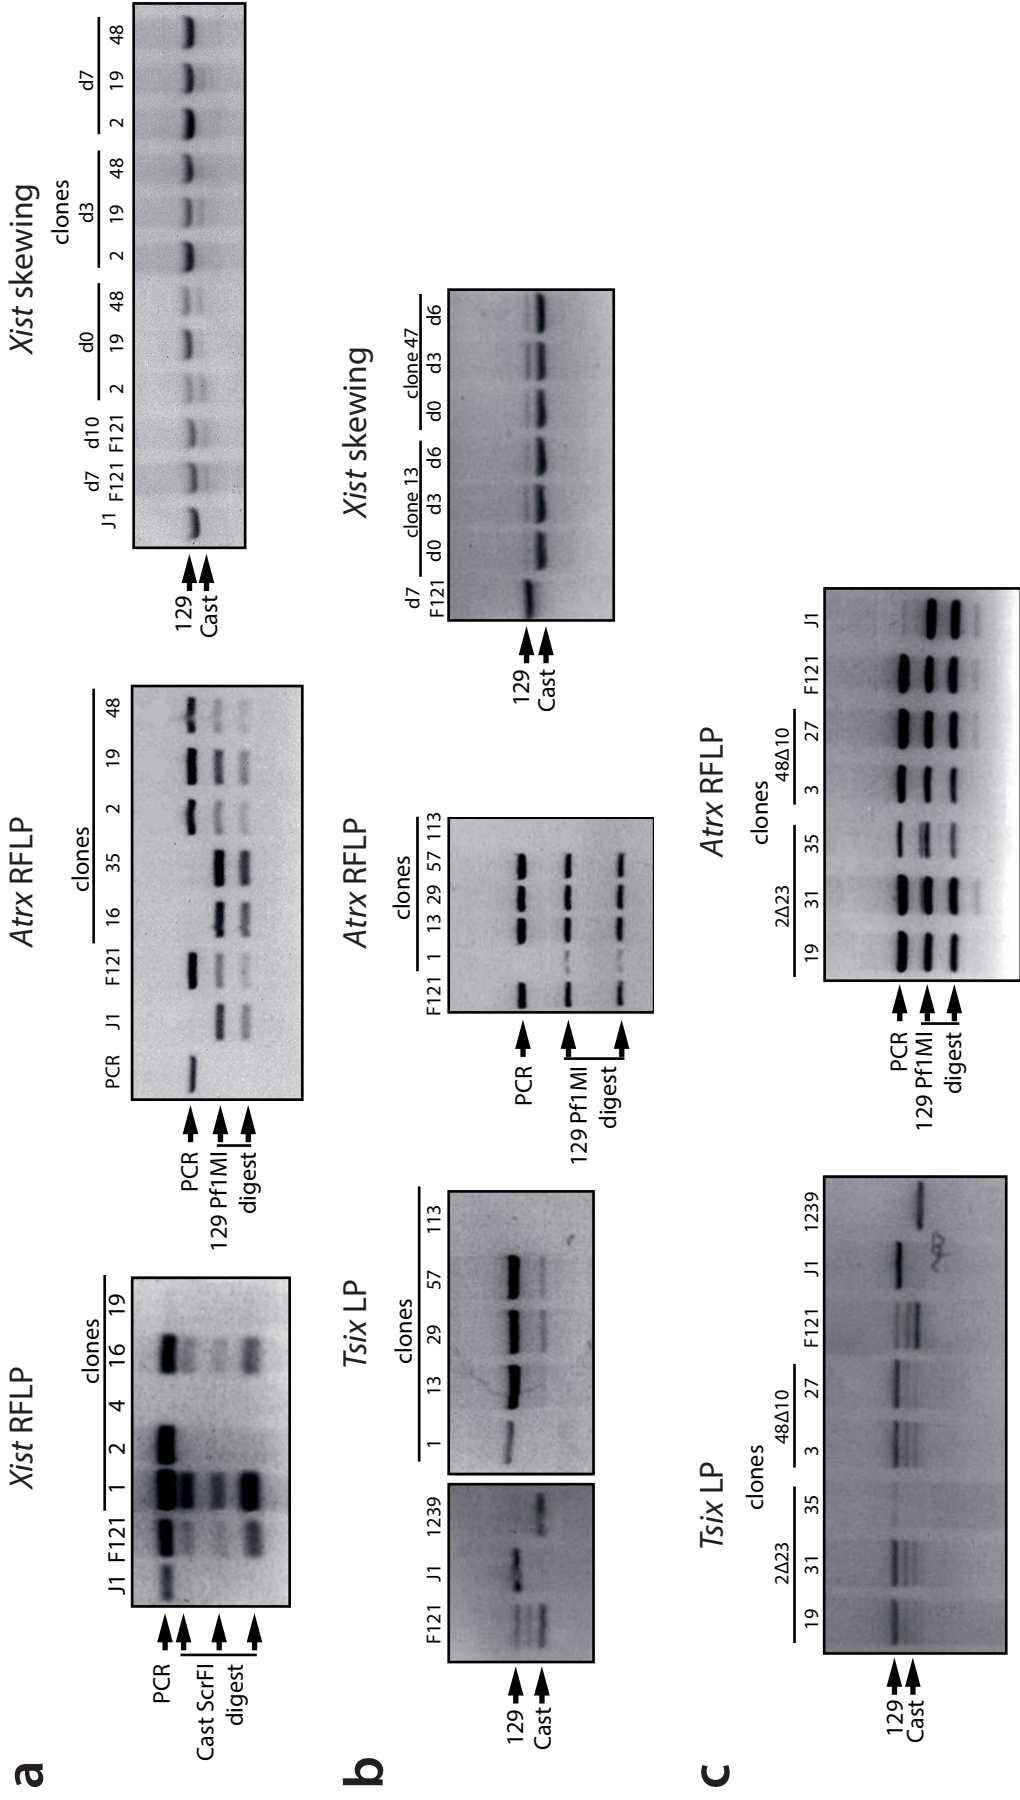 a
Xist RFLP
clones
J1 F121 1 2 4 16 19
PCR
Cast ScrFI
digest
Atrx RFLP
clones
PCR J1 F121 16 35 2 19 48
PCR
129 Pf1MI
digest
Xist skewing
clones
d7 d10 d0 d3 d7
J1 F121 F121 2 19 48 2 19 48 2 19 48
129
Cast
b
Tsix LP
clones
F121 J1 1239 1 13 29 57 113
129
Cast
Atrx RFLP
clones
F121 1 13 29 57 113
PCR
129 Pf1MI
digest
Xist skewing
d7 clone 13 clone 47
F121 d0 d3 d6 d0 d3 d6
129
Cast
c
Tsix LP
clones
2Δ23 48Δ10
19 31 35 3 27 F121 J1 1239
129
Cast
Atrx RFLP
clones
2Δ23 48Δ10
19 31 35 3 27 F121 J1
PCR
129 Pf1MI
digest